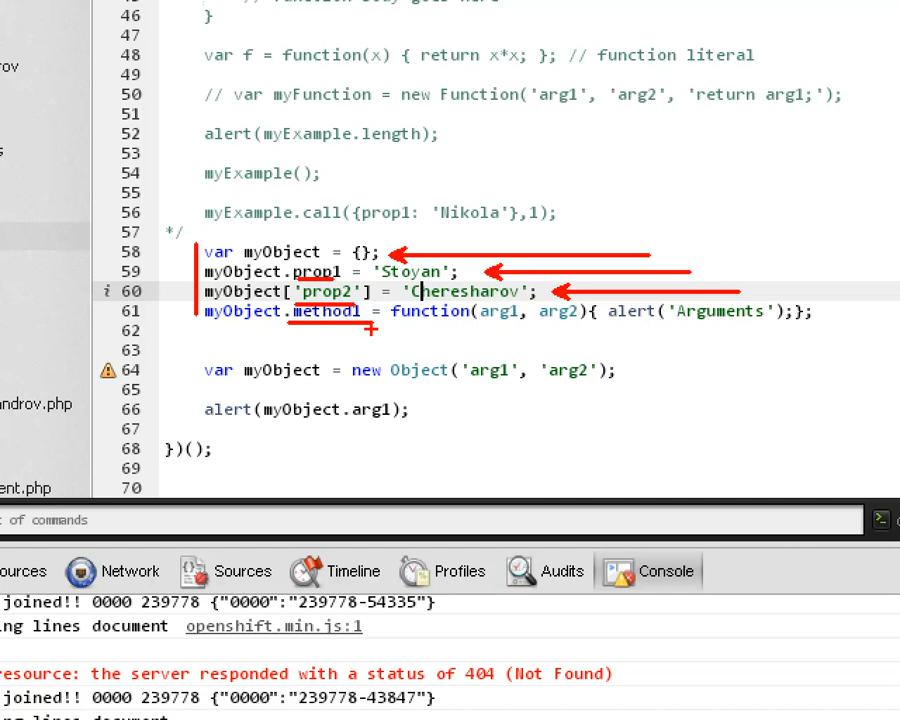 46 }
47
48 var f = function(x) { return x*x; }; // function literal
49
50 // var myFunction = new Function('arg1', 'arg2', 'return arg1;');
51
52 alert(myExample.length);
53
54 myExample();
55
56 myExample.call({prop1: 'Nikola'},1);
57 */
58 var myObject = {};
59 myObject.prop1 = 'Stoyan';
i 60 myObject['prop2'] = 'Cheresharov';
61 myObject.method1 = function(arg1, arg2){ alert('Arguments');};
62
63
64 var myObject = new Object('arg1', 'arg2');
65
66 alert(myObject.arg1);
67
68 })();
69
70
rov
androv.php
ent.php
of commands
ources Network Sources Timeline Profiles Audits Console
joined!! 0000 239778 {"0000":"239778-54335"}
ng lines document openshift.min.js:1
resource: the server responded with a status of 404 (Not Found)
joined!! 0000 239778 {"0000":"239778-43847"}